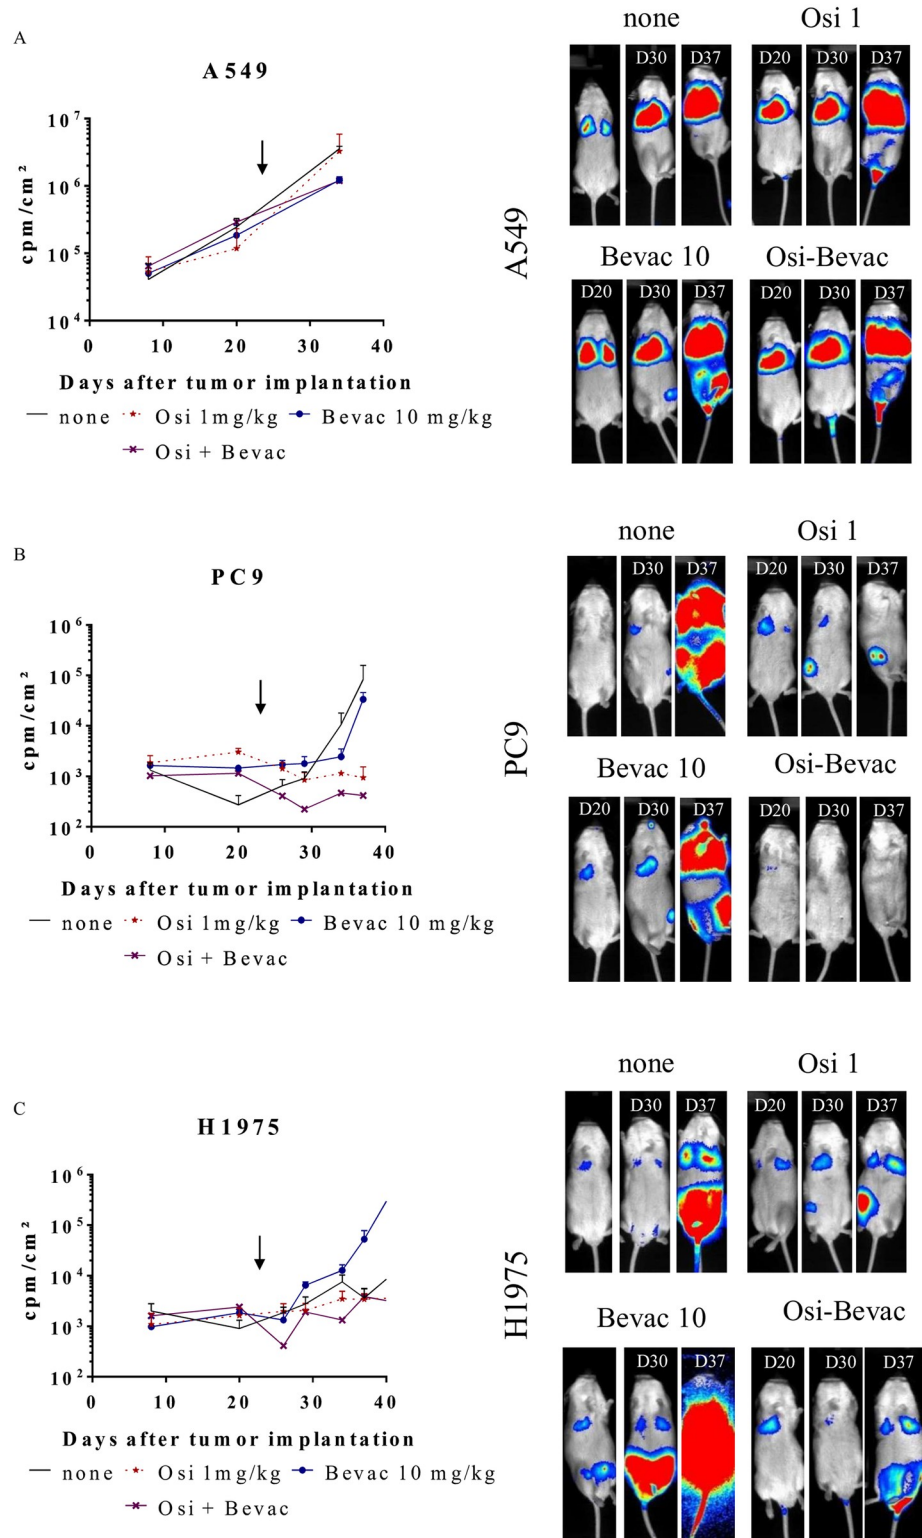 A
A549
10⁷
10⁶
10⁵
10⁴
cpm/cm²
0 10 20 30 40
Days after tumor implantation
none Osi 1mg/kg Bevac 10 mg/kg
Osi + Bevac
A549
none Osi 1
D30 D37 D20 D30 D37
Bevac 10 Osi-Bevac
D20 D30 D37 D20 D30 D37
B
PC9
10⁶
10⁵
10⁴
10³
10²
cpm/cm²
0 20 30 40
Days after tumor implantation
none Osi 1mg/kg Bevac 10 mg/kg
Osi + Bevac
PC9
none Osi 1
D30 D37 D20 D30 D37
Bevac 10 Osi-Bevac
D20 D30 D37 D20 D30 D37
C
H1975
10⁶
10⁵
10⁴
10³
10²
cpm/cm²
0 10 20 30 40
Days after tumor implantation
none Osi 1mg/kg Bevac 10 mg/kg
Osi + Bevac
H1975
none Osi 1
D30 D37 D20 D30 D37
Bevac 10 Osi-Bevac
D30 D37 D20 D30 D37